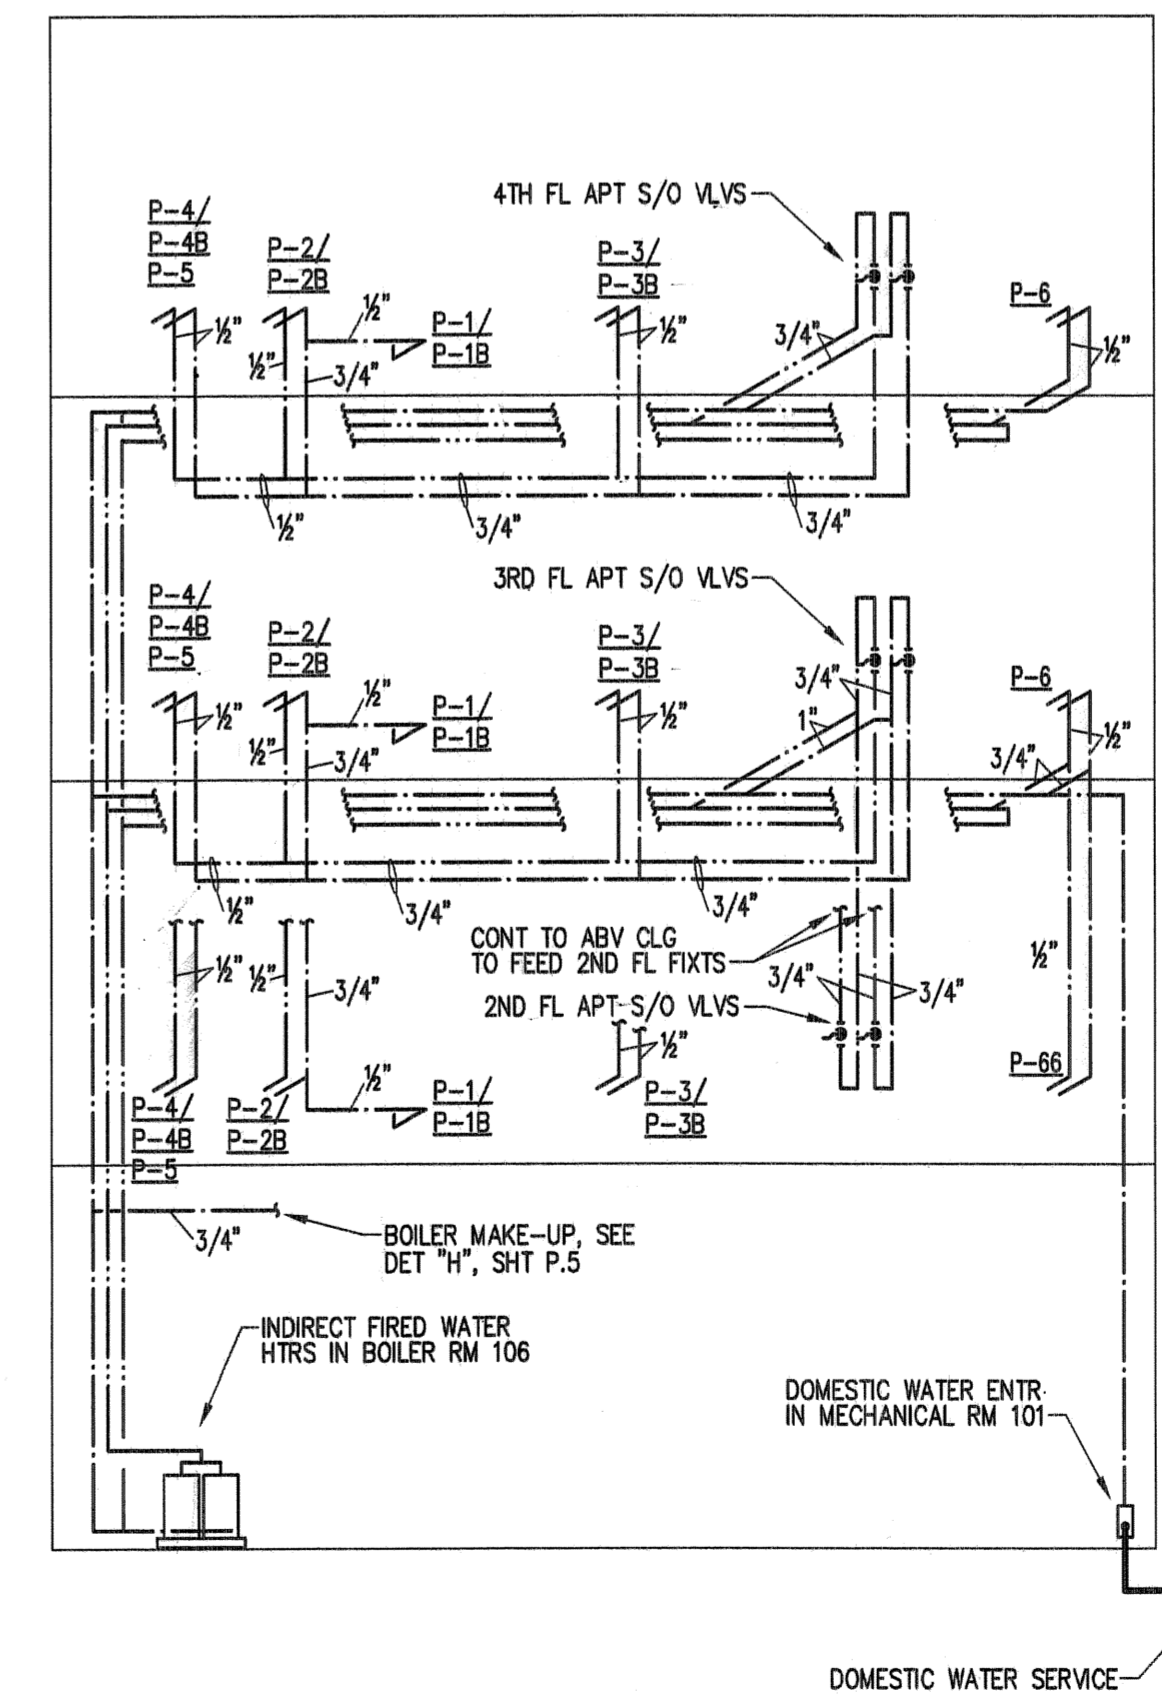 4TH FL APT S/O VLVS
P-4/
P-4B
P-5
P-2/
P-2B
P-3/
P-3B
P-6
½"
½"
P-1/
P-1B
½"
3/4"
½"
3/4"
½"
½"
3/4"
3/4"
3RD FL APT S/O VLVS
P-4/
P-4B
P-5
P-2/
P-2B
P-3/
P-3B
P-6
½"
½"
P-1/
P-1B
½"
3/4"
½"
3/4"
1"
½"
3/4"
½"
3/4"
3/4"
CONT TO ABV CLG
TO FEED 2ND FL FIXTS
½"
½"
3/4"
3/4"
3/4"
½"
2ND FL APT S/O VLVS
½"
½"
P-1/
P-1B
P-4/
P-4B
P-5
P-2/
P-2B
P-3/
P-3B
P-66
3/4"
BOILER MAKE-UP, SEE
DET "H", SHT P.5
INDIRECT FIRED WATER
HTRS IN BOILER RM 106
DOMESTIC WATER ENTR
IN MECHANICAL RM 101
DOMESTIC WATER SERVICE